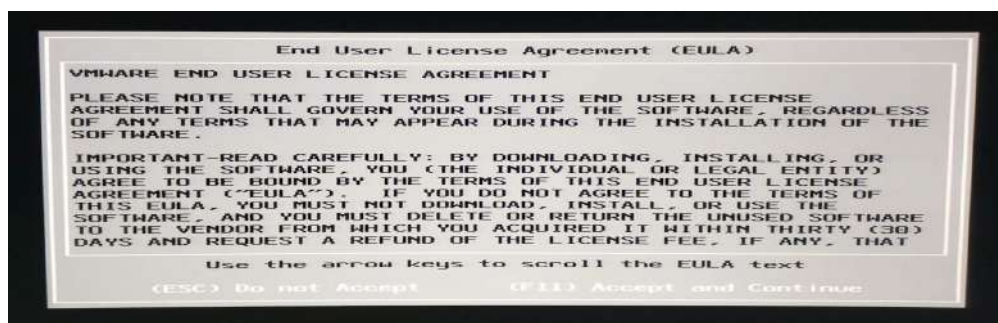 End User License Agreement (EULA)
VMWARE END USER LICENSE AGREEMENT
PLEASE NOTE THAT THE TERMS OF THIS END USER LICENSE
AGREEMENT SHALL GOVERN YOUR USE OF THE SOFTWARE, REGARDLESS
OF ANY TERMS THAT MAY APPEAR DURING THE INSTALLATION OF THE
SOFTWARE.
IMPORTANT-READ CAREFULLY: BY DOWNLOADING, INSTALLING, OR
USING THE SOFTWARE, YOU (THE INDIVIDUAL OR LEGAL ENTITY)
AGREE TO BE BOUND BY THE TERMS OF THIS END USER LICENSE
AGREEMENT ("EULA"). IF YOU DO NOT AGREE TO THE TERMS OF
THIS EULA, YOU MUST NOT DOWNLOAD, INSTALL, OR USE THE
SOFTWARE, AND YOU MUST DELETE OR RETURN THE UNUSED SOFTWARE
TO THE VENDOR FROM WHICH YOU ACQUIRED IT WITHIN THIRTY (30)
DAYS AND REQUEST A REFUND OF THE LICENSE FEE, IF ANY, THAT
Use the arrow keys to scroll the EULA text
(ESC) Do not Accept (F11) Accept and Continue